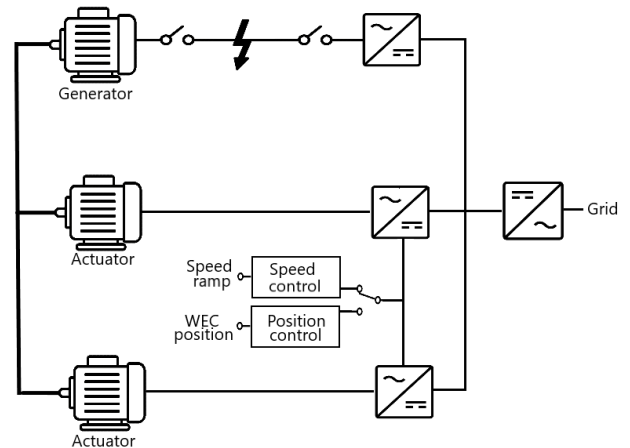 Generator
Grid
Actuator
Speed
ramp
Speed
control
WEC
position
Position
control
Actuator